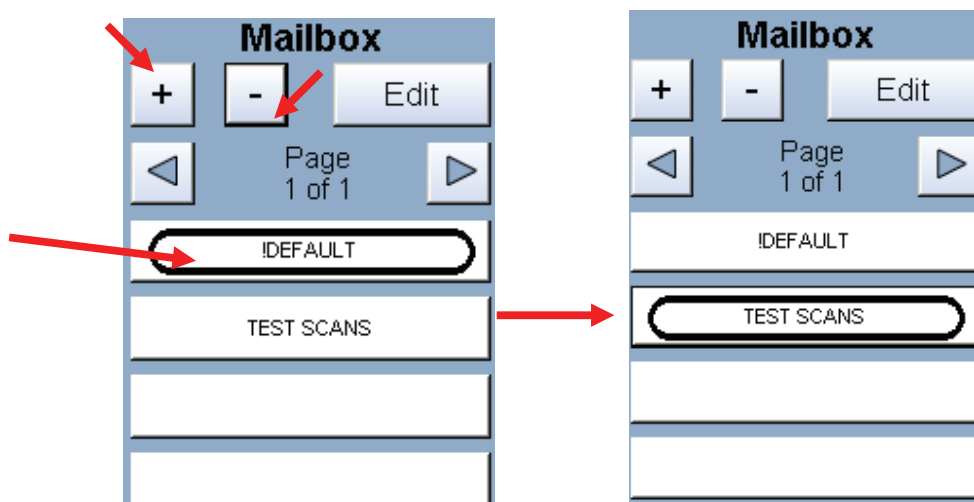 Mailbox
+ - Edit
Page
1 of 1
!DEFAULT
TEST SCANS
Mailbox
+ - Edit
Page
1 of 1
!DEFAULT
TEST SCANS